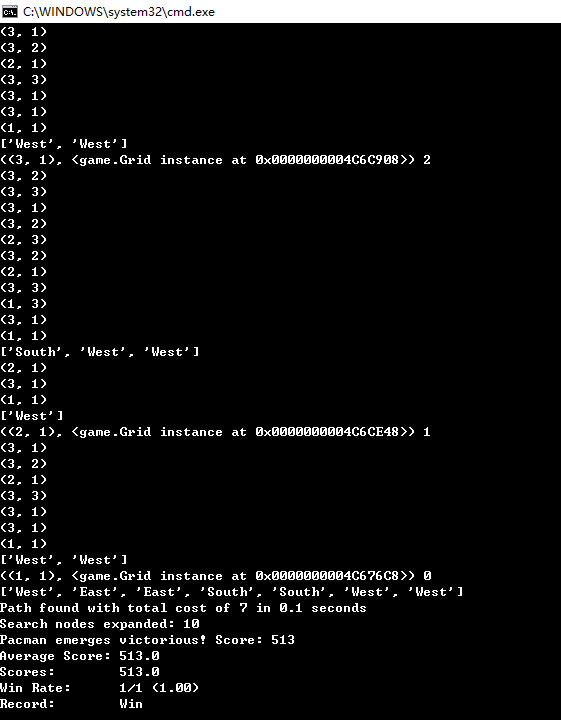 C:\WINDOWS\system32\cmd.exe
(3, 1)
(3, 2)
(2, 1)
(3, 3)
(3, 1)
(3, 1)
(1, 1)
['West', 'West']
((3, 1), <game.Grid instance at 0x0000000004C6C908>) 2
(3, 2)
(3, 3)
(3, 1)
(3, 2)
(2, 3)
(3, 2)
(2, 1)
(3, 3)
(1, 3)
(3, 1)
(1, 1)
['South', 'West', 'West']
(2, 1)
(3, 1)
(1, 1)
['West']
((2, 1), <game.Grid instance at 0x0000000004C6CE48>) 1
(3, 1)
(3, 2)
(2, 1)
(3, 3)
(3, 1)
(3, 1)
(1, 1)
['West', 'West']
((1, 1), <game.Grid instance at 0x0000000004C676C8>) 0
['West', 'East', 'East', 'South', 'South', 'West', 'West']
Path found with total cost of 7 in 0.1 seconds
Search nodes expanded: 10
Pacman emerges victorious! Score: 513
Average Score: 513.0
Scores:        513.0
Win Rate:      1/1 (1.00)
Record:        Win